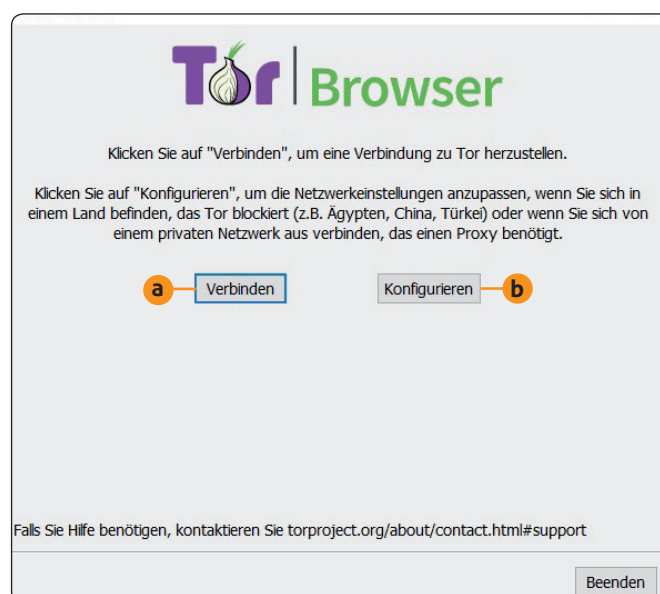 Tor Browser
Klicken Sie auf "Verbinden", um eine Verbindung zu Tor herzustellen.
Klicken Sie auf "Konfigurieren", um die Netzwerkeinstellungen anzupassen, wenn Sie sich in
einem Land befinden, das Tor blockiert (z.B. Ägypten, China, Türkei) oder wenn Sie sich von
einem privaten Netzwerk aus verbinden, das einen Proxy benötigt.
a Verbinden Konfigurieren b
Falls Sie Hilfe benötigen, kontaktieren Sie torproject.org/about/contact.html#support
Beenden